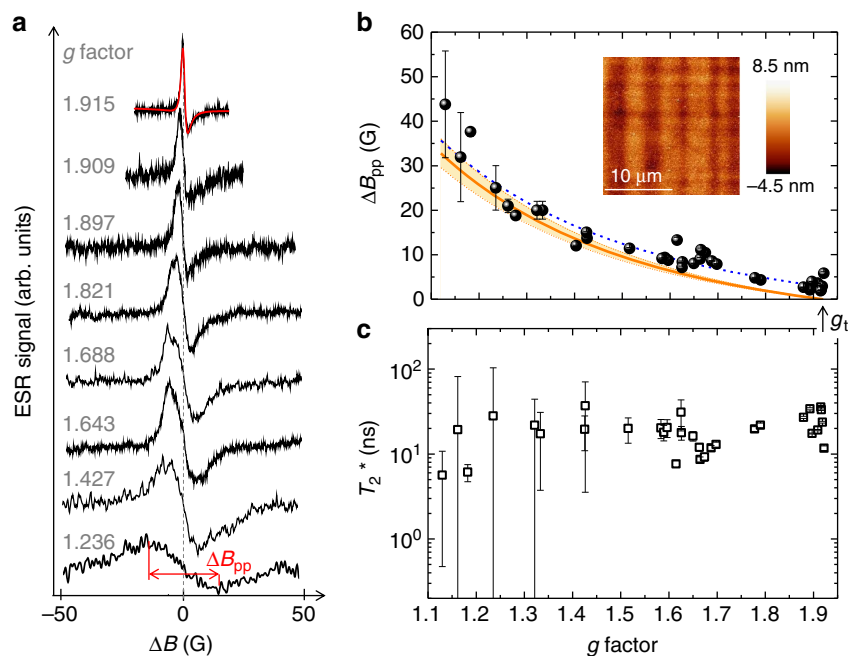 a
g factor
1.915
1.909
1.897
1.821
1.688
1.643
1.427
1.236
ΔBpp
ESR signal (arb. units)
−50 0 50
ΔB (G)
b
60
50
40
30
20
10
0
ΔBpp (G)
10 μm
8.5 nm
−4.5 nm
gt
c
10²
10¹
10⁰
T₂* (ns)
1.1 1.2 1.3 1.4 1.5 1.6 1.7 1.8 1.9
g factor